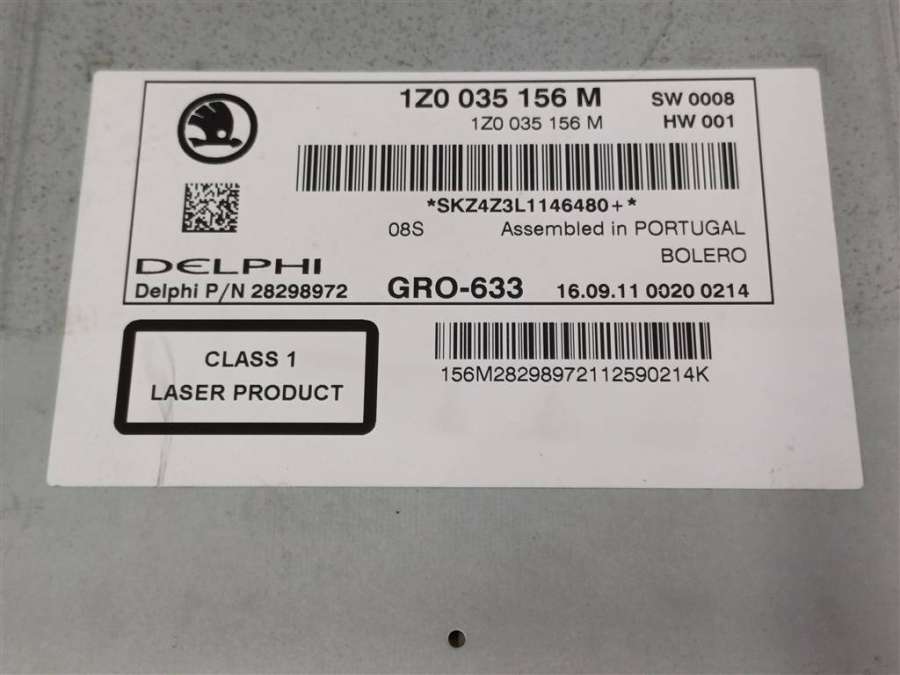 1Z0 035 156 M SW 0008
1Z0 035 156 M HW 001
*SKZ4Z3L1146480+*
08S Assembled in PORTUGAL
BOLERO
DELPHI
Delphi P/N 28298972 GRO-633 16.09.11 0020 0214
CLASS 1
LASER PRODUCT
156M28298972112590214K